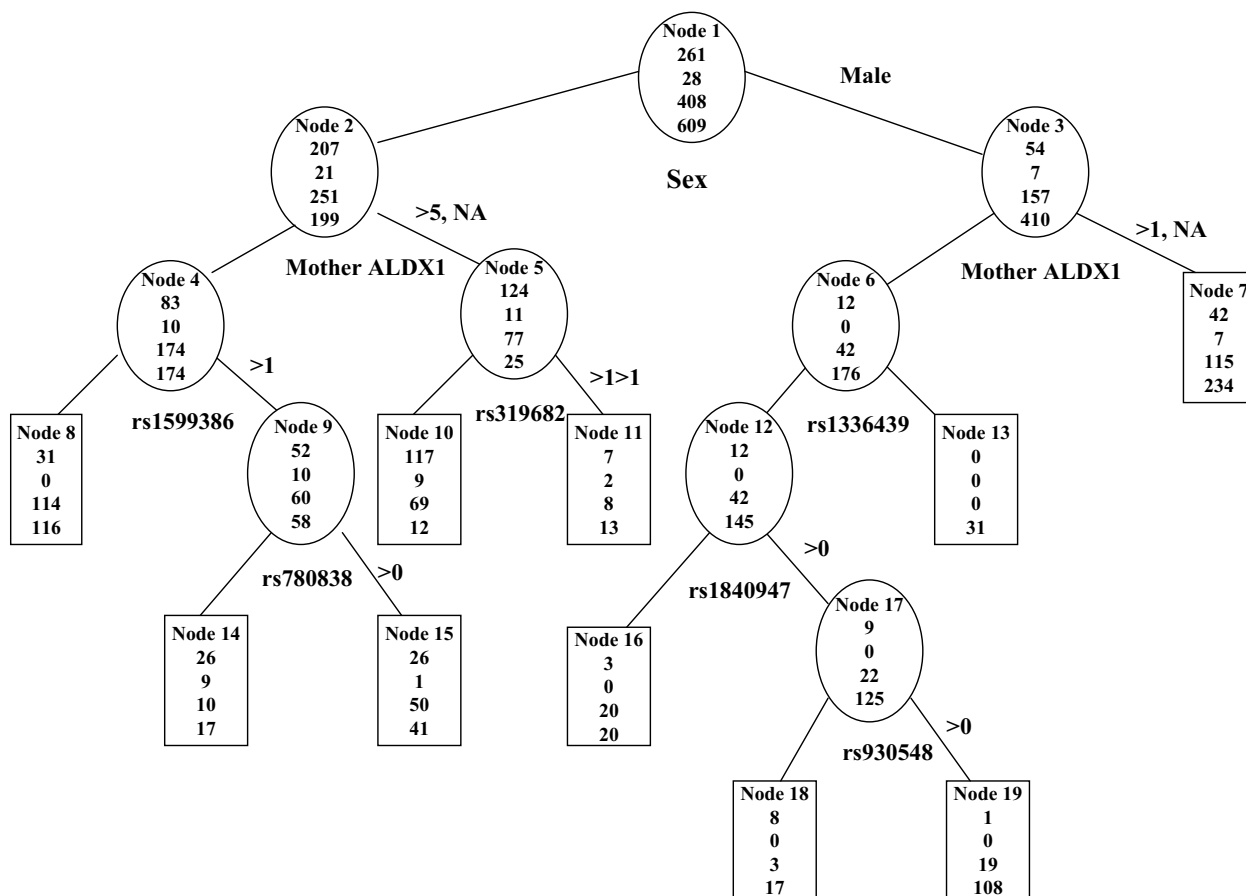 Node 1
261
28
408
609
Male
Sex
Node 2
207
21
251
199
>5, NA
Mother ALDX1
Node 3
54
7
157
410
>1, NA
Mother ALDX1
Node 4
83
10
174
174
>1
rs1599386
Node 5
124
11
77
25
>1>1
rs319682
Node 6
12
0
42
176
rs1336439
Node 7
42
7
115
234
Node 8
31
0
114
116
Node 9
52
10
60
58
>0
rs780838
Node 10
117
9
69
12
Node 11
7
2
8
13
Node 12
12
0
42
145
>0
rs1840947
Node 13
0
0
0
31
Node 14
26
9
10
17
Node 15
26
1
50
41
Node 16
3
0
20
20
Node 17
9
0
22
125
>0
rs930548
Node 18
8
0
3
17
Node 19
1
0
19
108